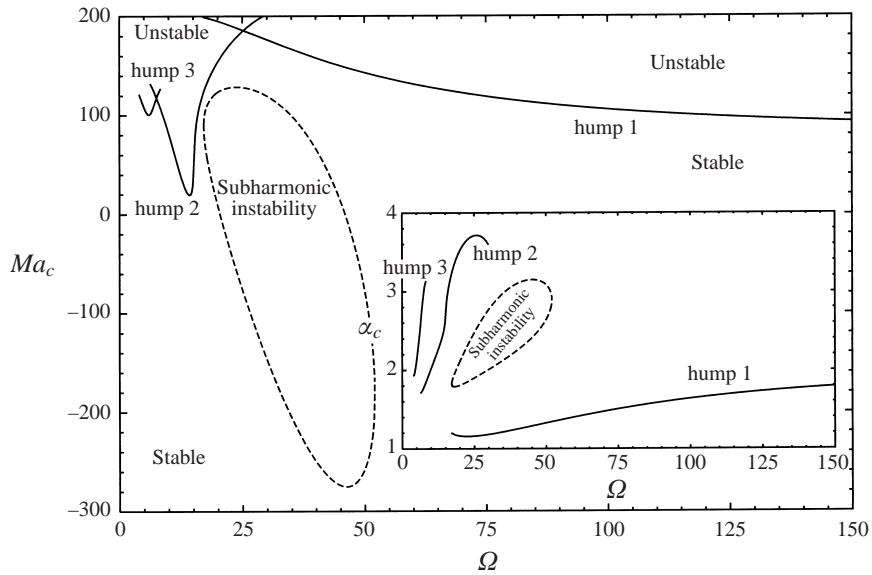 200
Unstable
Unstable
hump 3
100
hump 1
Stable
Subharmonic
instability
hump 2
0
Ma_c
–100
–200
Stable
–300
0
25
50
75
100
125
150
Ω
4
hump 3
hump 2
3
α_c
Subharmonic
instability
2
hump 1
1
0
25
50
75
100
125
150
Ω